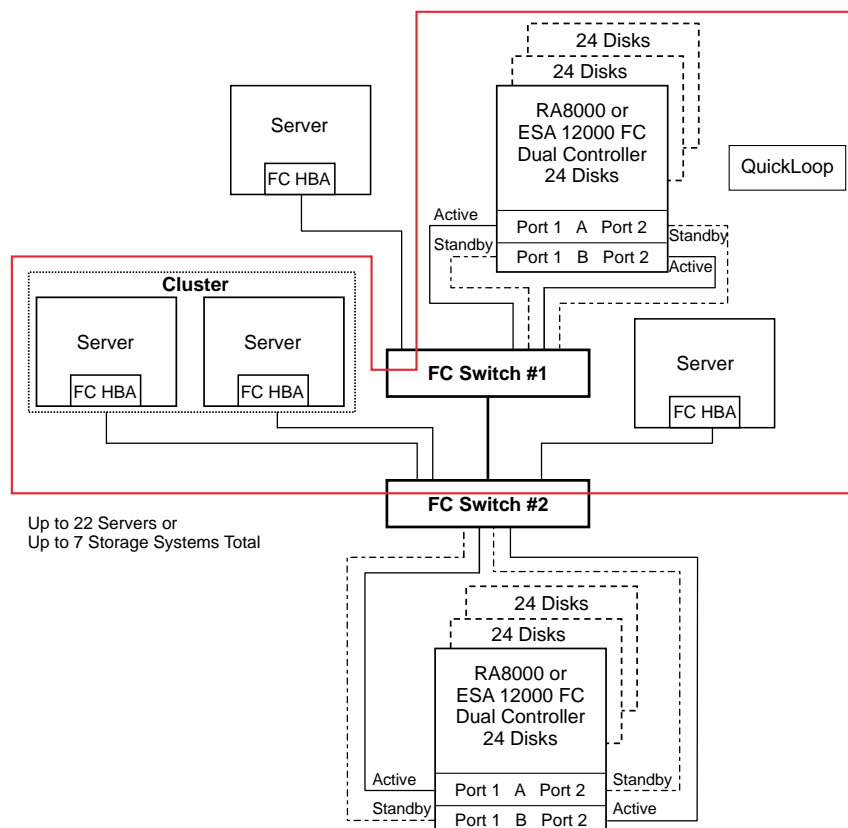 24 Disks
24 Disks
RA8000 or
ESA 12000 FC
Dual Controller
24 Disks
Server
FC HBA
QuickLoop
Active
Standby
Port 1 A Port 2
Port 1 B Port 2
Standby
Active
Cluster
Server
FC HBA
Server
FC HBA
FC Switch #1
Server
FC HBA
FC Switch #2
Up to 22 Servers or
Up to 7 Storage Systems Total
24 Disks
24 Disks
RA8000 or
ESA 12000 FC
Dual Controller
24 Disks
Active
Port 1 A Port 2
Standby
Standby
Port 1 B Port 2
Active